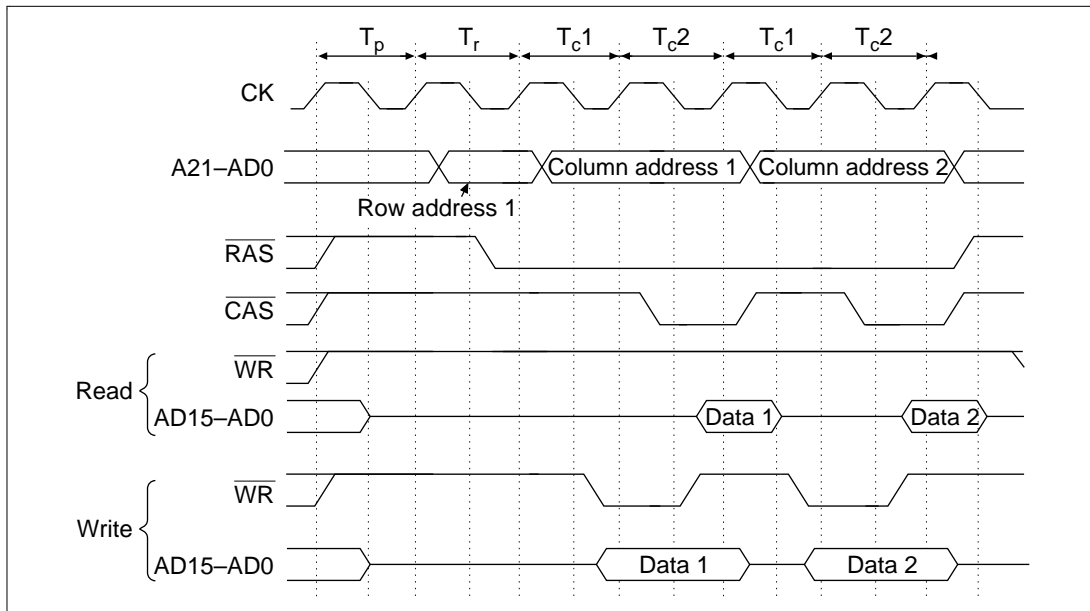 Tp Tr Tc1 Tc2 Tc1 Tc2
CK
A21–AD0 Column address 1 Column address 2
Row address 1
RAS
CAS
WR
Read
AD15–AD0 Data 1 Data 2
WR
Write
AD15–AD0 Data 1 Data 2